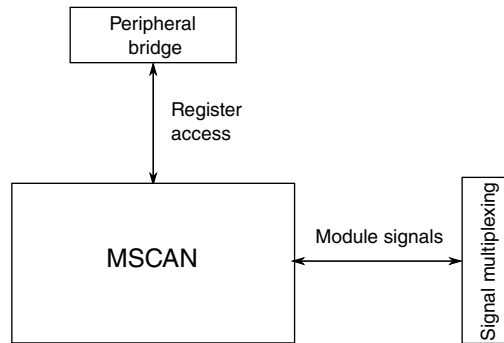 Peripheral
bridge
Register
access
MSCAN
Module signals
Signal multiplexing